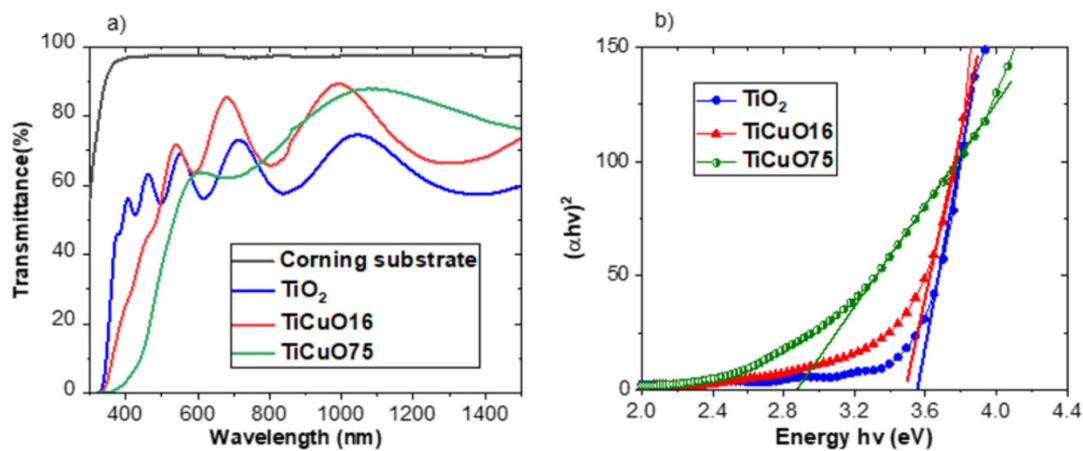 a)
Transmittance(%)
100
80
60
40
20
0
Corning substrate
TiO2
TiCuO16
TiCuO75
400 600 800 1000 1200 1400
Wavelength (nm)
b)
(αhν)²
150
100
50
0
TiO2
TiCuO16
TiCuO75
2.0 2.4 2.8 3.2 3.6 4.0 4.4
Energy hν (eV)